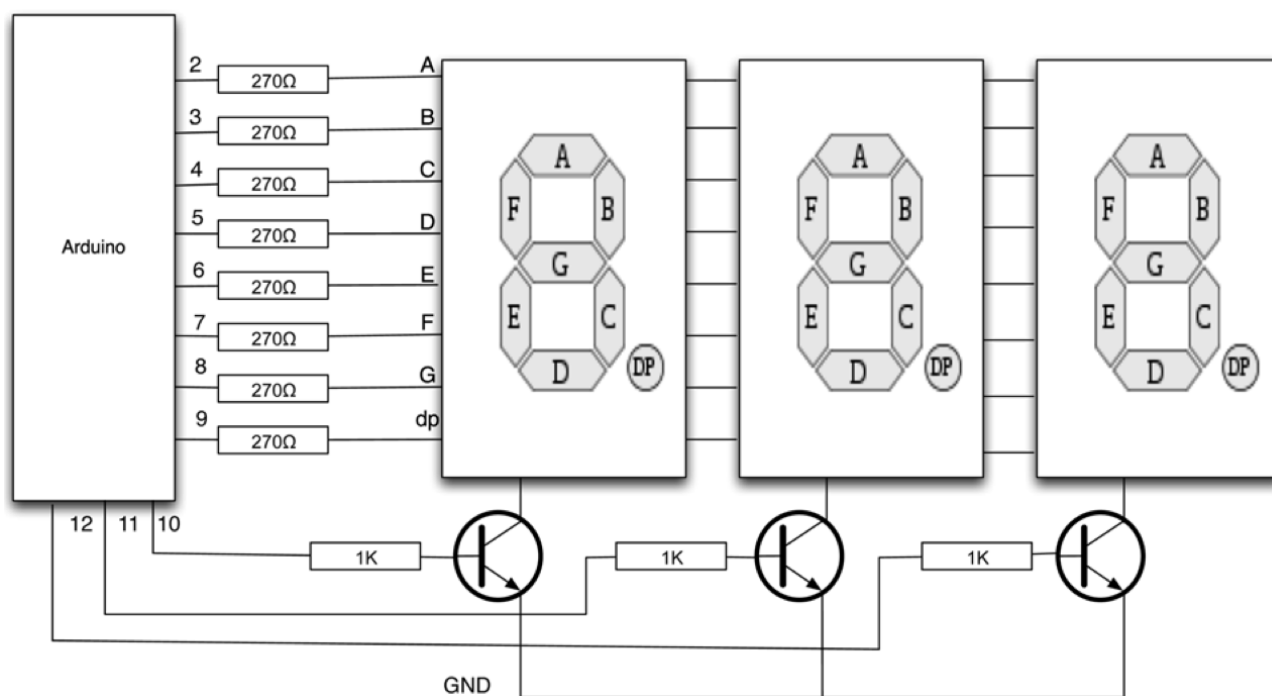 Arduino
2
270Ω
A
3
270Ω
B
4
270Ω
C
5
270Ω
D
6
270Ω
E
7
270Ω
F
8
270Ω
G
9
270Ω
dp
A
F B
G
E C
D DP
A
F B
G
E C
D DP
A
F B
G
E C
D DP
12 11 10
1K 1K 1K
GND